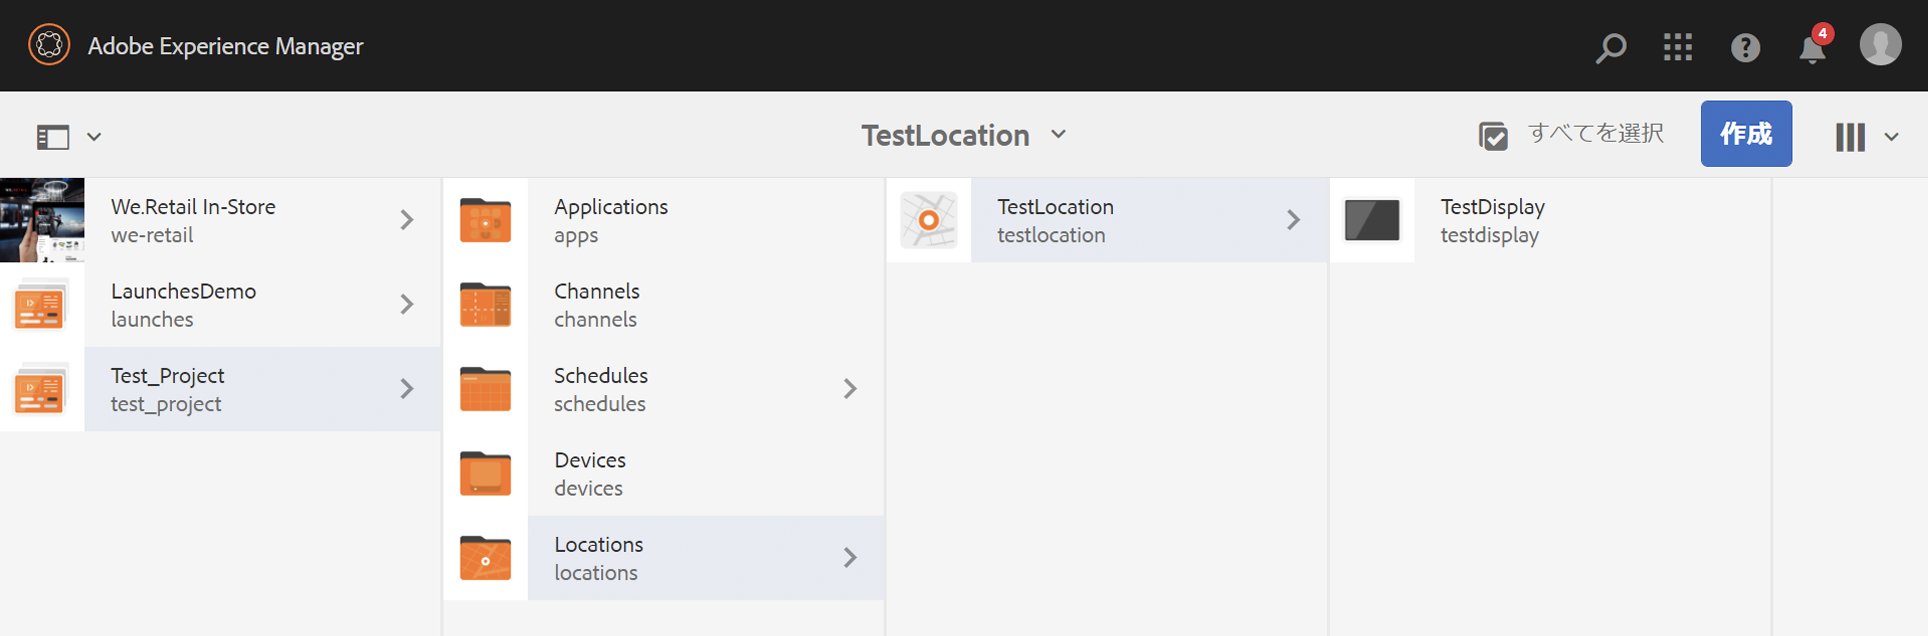 Adobe Experience Manager
4
TestLocation
すべてを選択
作成
We.Retail In-Store
we-retail
LaunchesDemo
launches
Test_Project
test_project
Applications
apps
Channels
channels
Schedules
schedules
Devices
devices
Locations
locations
TestLocation
testlocation
TestDisplay
testdisplay